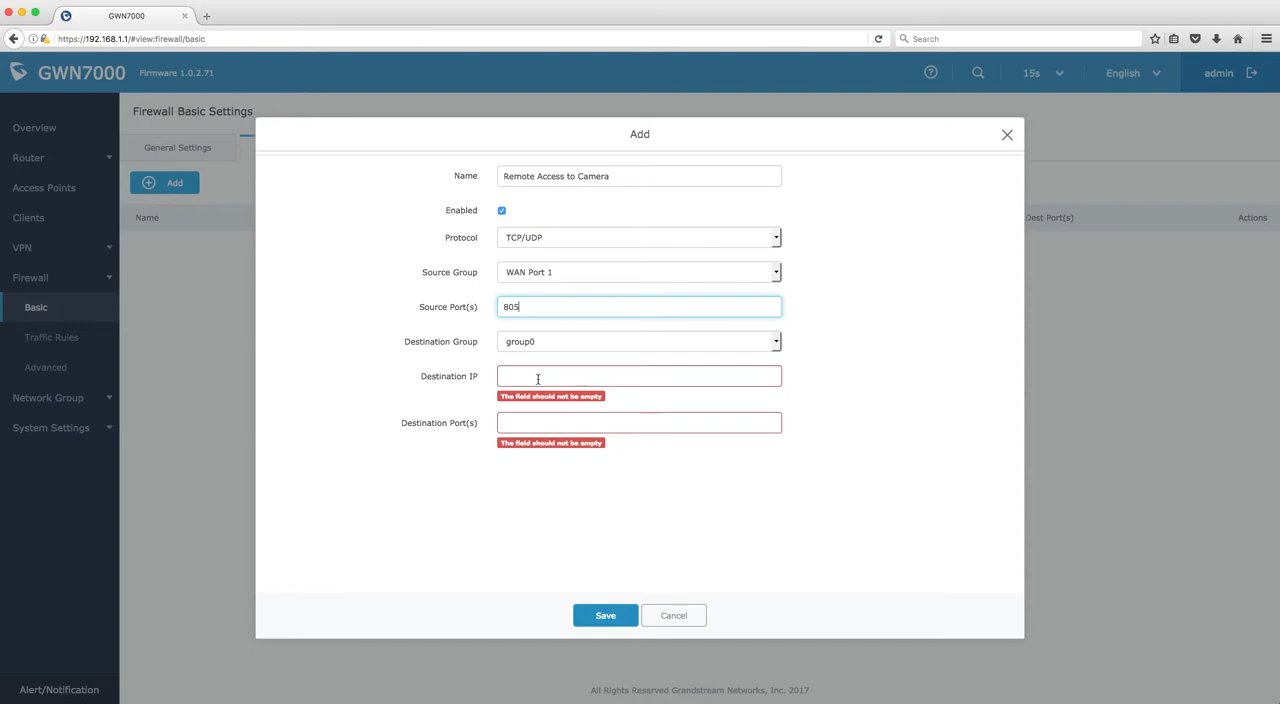 GWN7000
https://192.168.1.1/#view:firewall/basic
Search
GWN7000
Firmware 1.0.2.71
15s
English
admin
Overview
Router
Access Points
Clients
VPN
Firewall
Basic
Traffic Rules
Advanced
Network Group
System Settings
Alert/Notification
Firewall Basic Settings
General Settings
Add
Name
Dest Port(s)
Actions
Add
Name
Remote Access to Camera
Enabled
Protocol
TCP/UDP
Source Group
WAN Port 1
Source Port(s)
805
Destination Group
group0
Destination IP
The field should not be empty
Destination Port(s)
The field should not be empty
Save
Cancel
All Rights Reserved Grandstream Networks, Inc. 2017